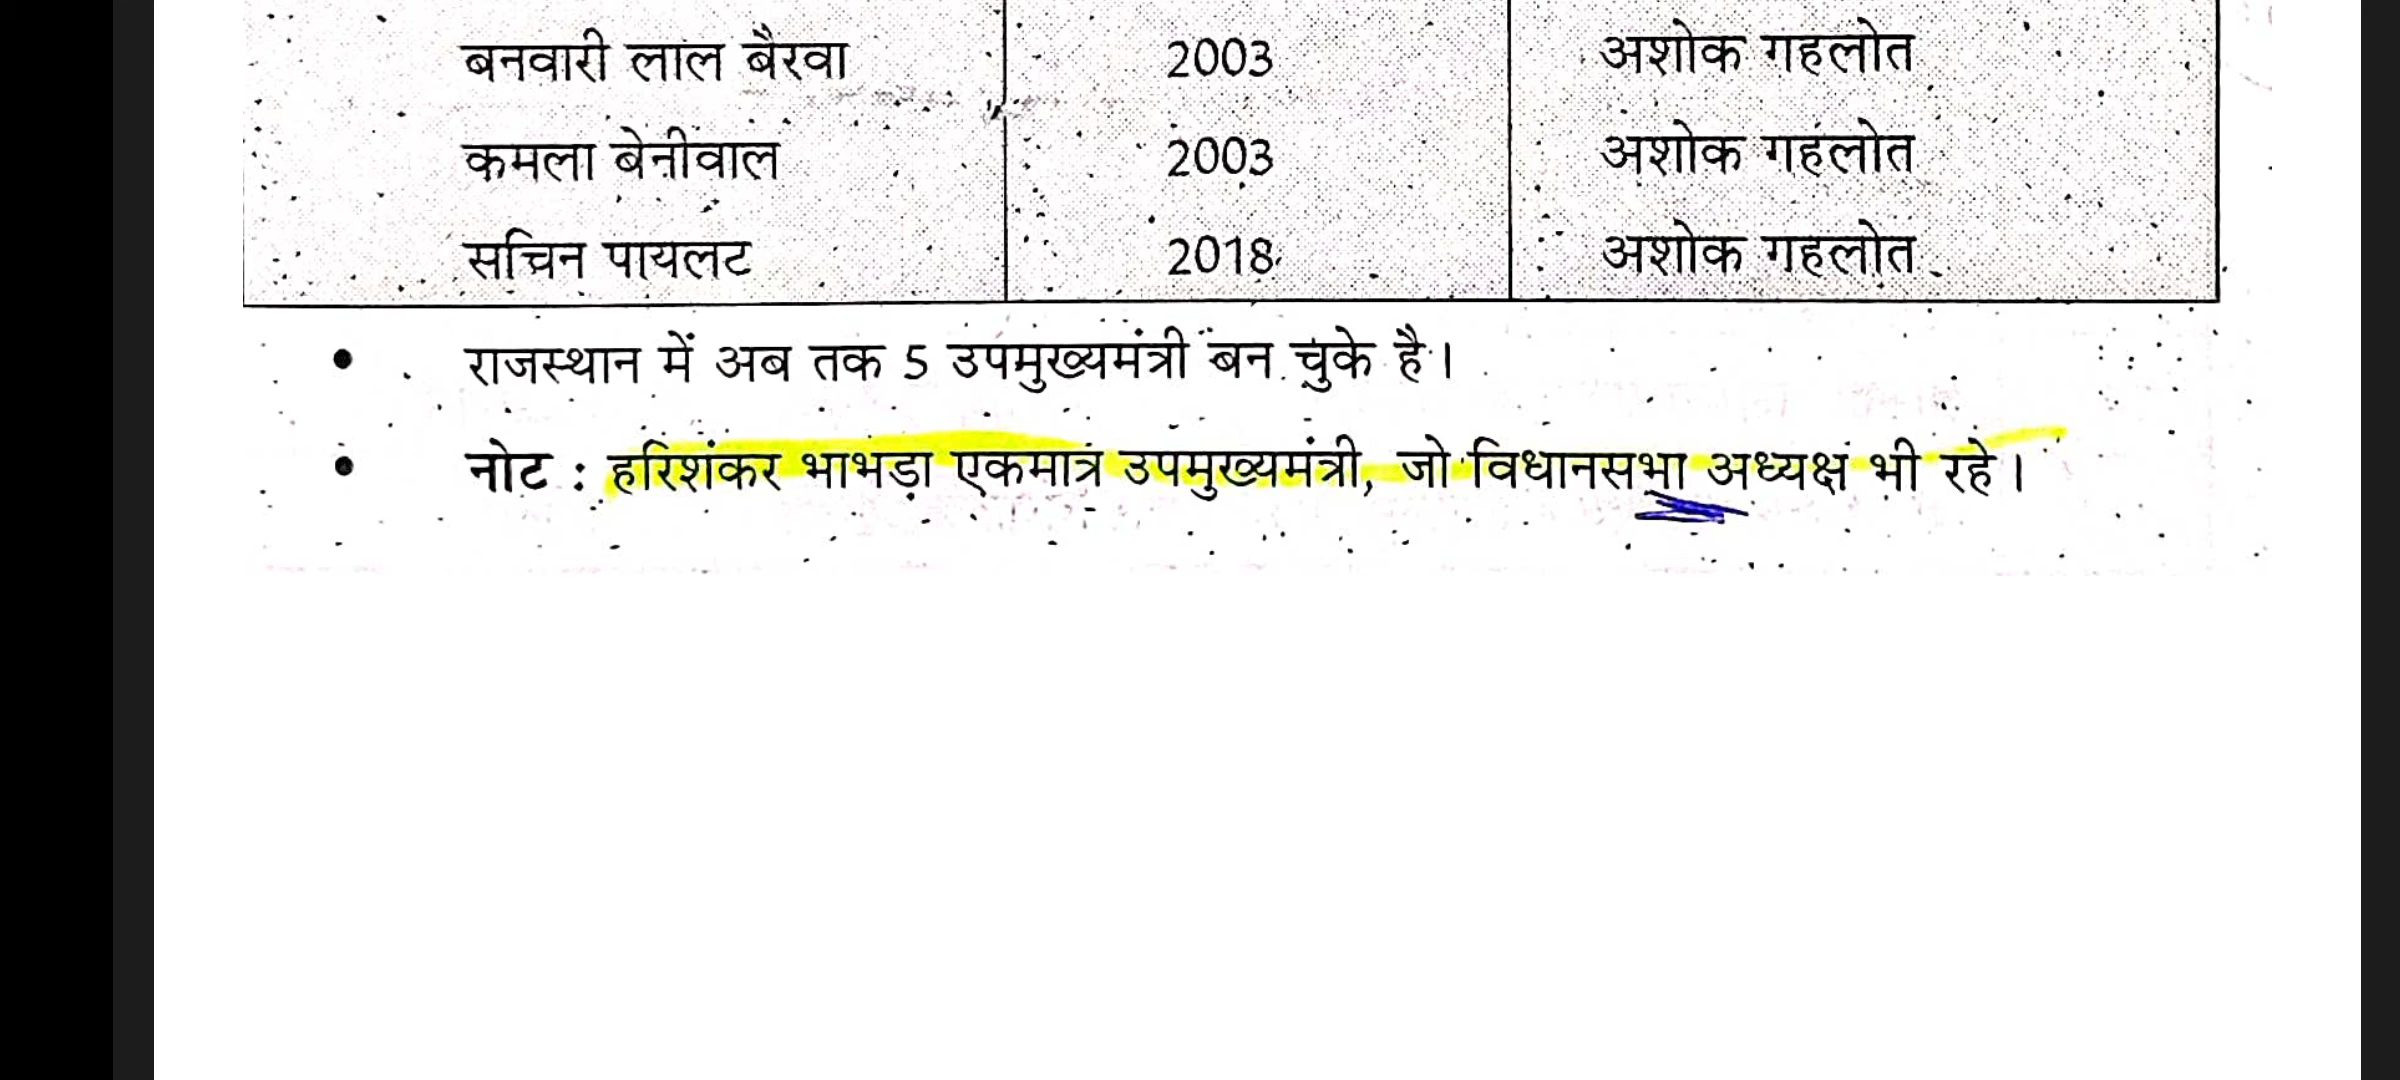 बनवारी लाल बैरवा 2003 अशोक गहलोत
कमला बेनीवाल 2003 अशोक गहलोत
सचिन पायलट 2018 अशोक गहलोत
• राजस्थान में अब तक 5 उपमुख्यमंत्री बन चुके है।
• नोट : हरिशंकर भाभड़ा एकमात्र उपमुख्यमंत्री, जो विधानसभा अध्यक्ष भी रहे।